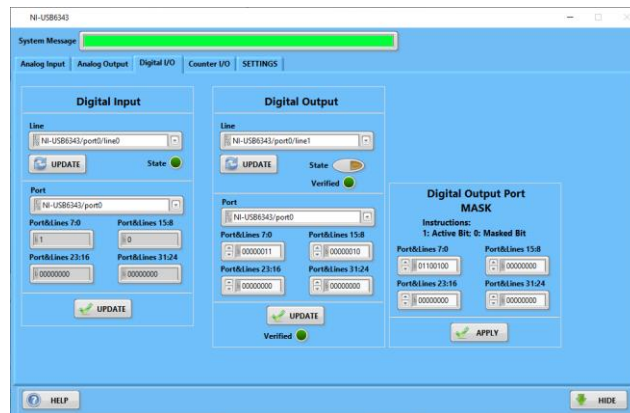 NI-USB6343
System Message
Analog Input Analog Output Digital I/O Counter I/O SETTINGS
Digital Input
Line
NI-USB6343/port0/line0
UPDATE State
Port
NI-USB6343/port0
Port&Lines 7:0 Port&Lines 15:8
1 0
Port&Lines 23:16 Port&Lines 31:24
00000000 00000000
UPDATE
Digital Output
Line
NI-USB6343/port0/line1
UPDATE State
Verified
Port
NI-USB6343/port0
Port&Lines 7:0 Port&Lines 15:8
00000011 00000010
Port&Lines 23:16 Port&Lines 31:24
00000000 00000000
UPDATE
Verified
Digital Output Port
MASK
Instructions:
1: Active Bit; 0: Masked Bit
Port&Lines 7:0 Port&Lines 15:8
01100100 00000000
Port&Lines 23:16 Port&Lines 31:24
00000000 00000000
APPLY
HELP
HIDE